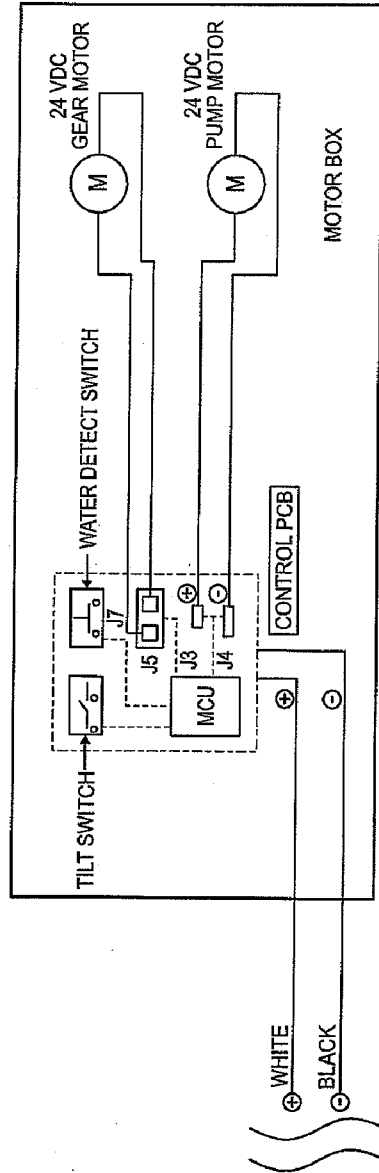 24 VDC
GEAR MOTOR
M
24 VDC
PUMP MOTOR
M
MOTOR BOX
WATER DETECT SWITCH
TILT SWITCH
J7
J5
J3
J4
MCU
CONTROL PCB
+
-
+
-
WHITE
+
BLACK
-